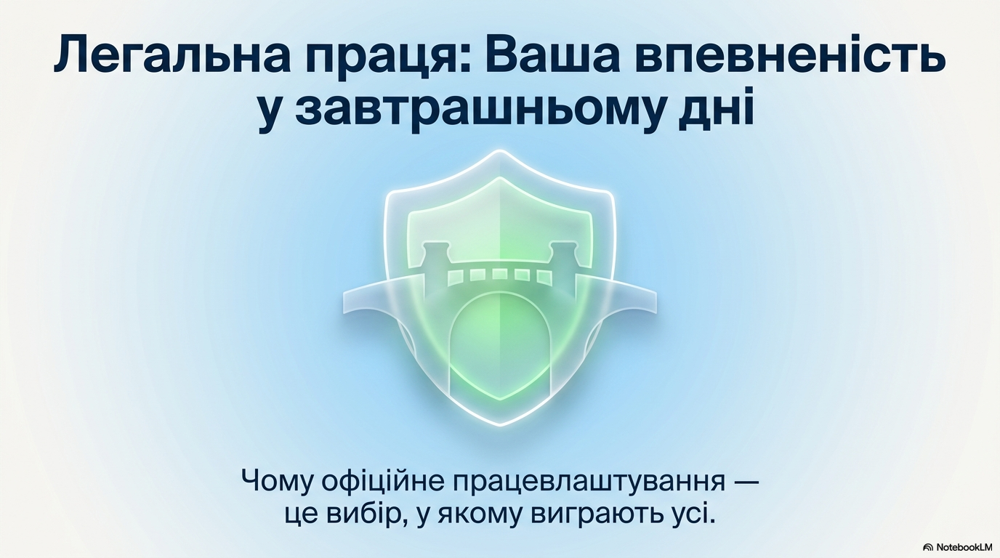 Легальна праця: Ваша впевненість
у завтрашньому дні
Чому офіційне працевлаштування —
це вибір, у якому виграють усі.
NotebookLM